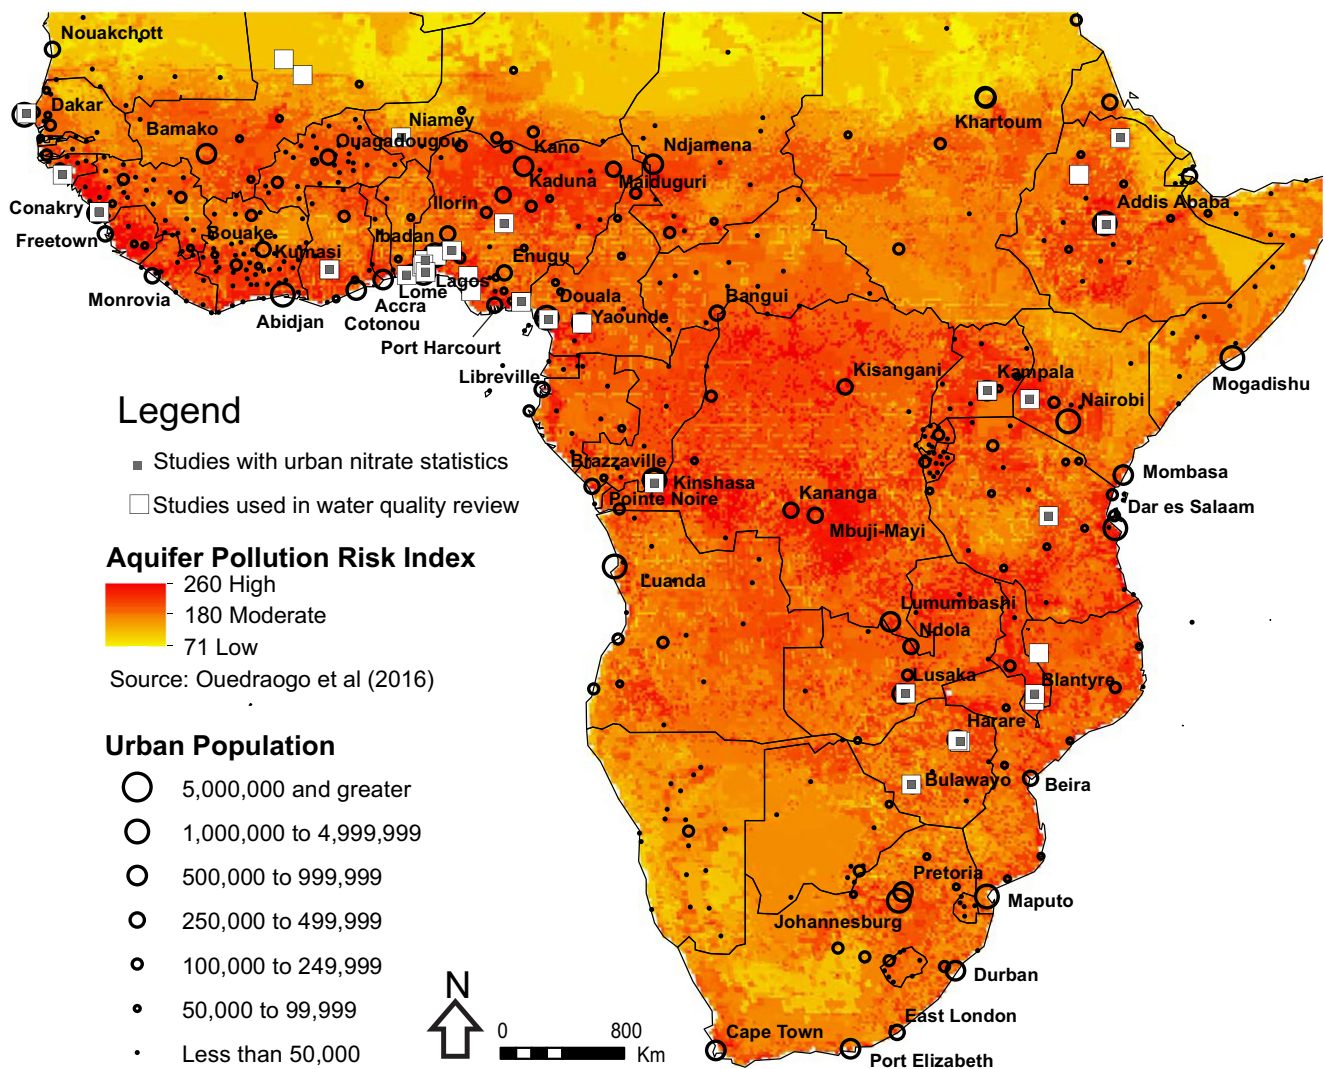 Nouakchott
Dakar
Bamako
Niamey
Ouagadougou
Kano
Ndjamena
Khartoum
Kaduna
Maiduguri
Addis Ababa
Conakry
Ilorin
Freetown
Bouake
Ibadan
Kumasi
Enugu
Lagos
Monrovia
Lome
Douala
Bangui
Accra
Abidjan
Cotonou
Yaounde
Port Harcourt
Libreville
Kisangani
Kampala
Mogadishu
Nairobi
Legend
Studies with urban nitrate statistics
Studies used in water quality review
Brazzaville
Kinshasa
Pointe Noire
Kananga
Mbuji-Mayi
Mombasa
Dar es Salaam
Aquifer Pollution Risk Index
260 High
180 Moderate
71 Low
Source: Ouedraogo et al (2016)
Luanda
Lumumbashi
Ndola
Lusaka
Blantyre
Harare
Bulawayo
Beira
Urban Population
5,000,000 and greater
1,000,000 to 4,999,999
500,000 to 999,999
250,000 to 499,999
100,000 to 249,999
50,000 to 99,999
Less than 50,000
Pretoria
Johannesburg
Maputo
Durban
East London
Cape Town
Port Elizabeth
N
0 800
Km